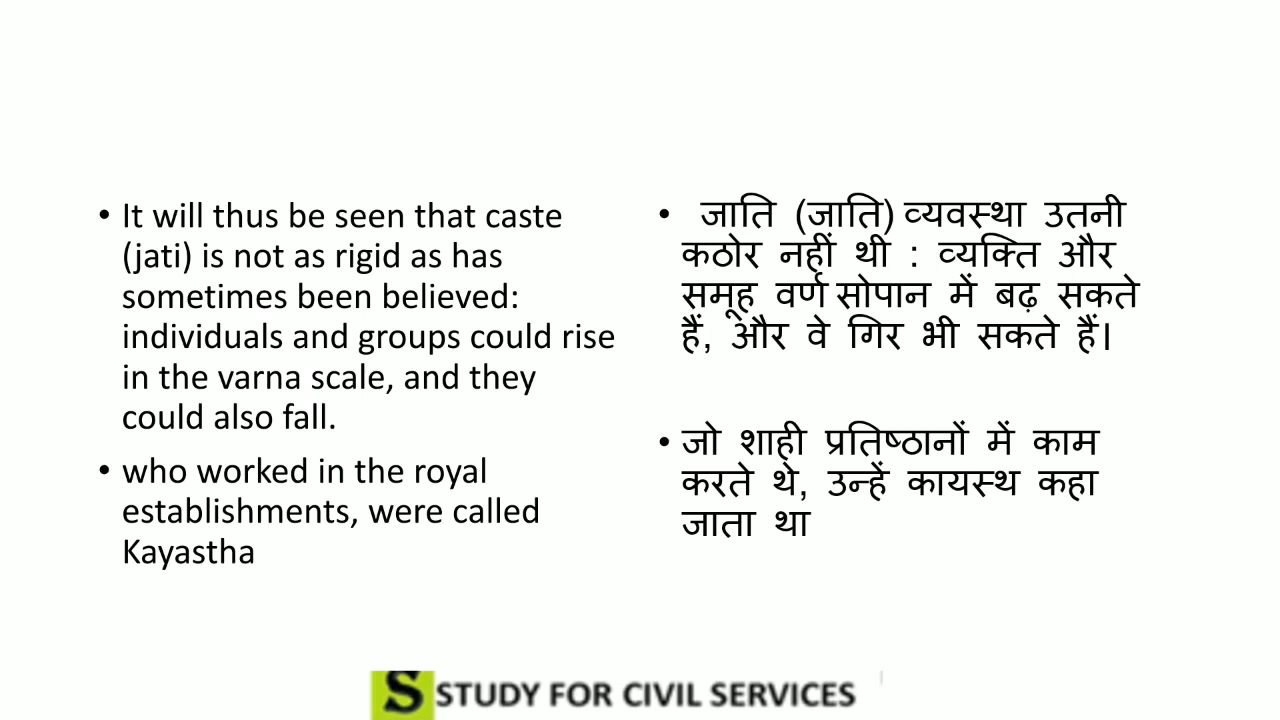 • It will thus be seen that caste
(jati) is not as rigid as has
sometimes been believed:
individuals and groups could rise
in the varna scale, and they
could also fall.
• who worked in the royal
establishments, were called
Kayastha
• जाति (जाति) व्यवस्था उतनी
कठोर नहीं थी : व्यक्ति और
समूह वर्ण सोपान में बढ़ सकते
हैं, और वे गिर भी सकते हैं।
• जो शाही प्रतिष्ठानों में काम
करते थे, उन्हें कायस्थ कहा
जाता था
S STUDY FOR CIVIL SERVICES